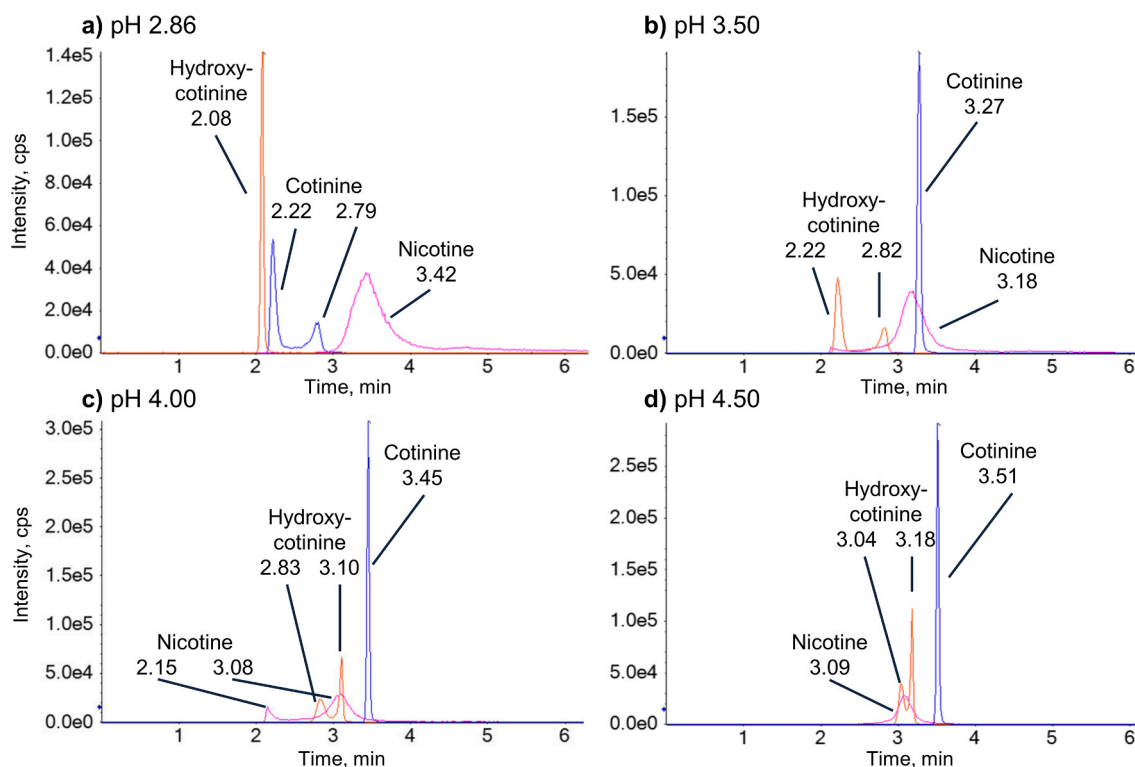 a) pH 2.86
1.4e5
1.2e5
1.0e5
8.0e4
6.0e4
4.0e4
2.0e4
0.0e0
Intensity, cps
Hydroxy-
cotinine
2.08
Cotinine
2.22 2.79
Nicotine
3.42
1 2 3 4 5 6
Time, min
b) pH 3.50
1.5e5
1.0e5
5.0e4
0.0e0
Cotinine
3.27
Hydroxy-
cotinine
2.22 2.82
Nicotine
3.18
1 2 3 4 5 6
Time, min
c) pH 4.00
3.0e5
2.5e5
2.0e5
1.5e5
1.0e5
5.0e4
0.0e0
Intensity, cps
Cotinine
3.45
Hydroxy-
cotinine
2.83 3.10
Nicotine
2.15 3.08
1 2 3 4 5 6
Time, min
d) pH 4.50
2.5e5
2.0e5
1.5e5
1.0e5
5.0e4
0.0e0
Cotinine
3.51
Hydroxy-
cotinine
3.04 3.18
Nicotine
3.09
1 2 3 4 5 6
Time, min